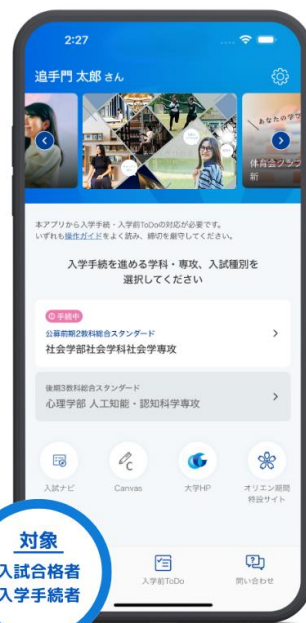 2:27
追手門 太郎 さん
あなたの学
体育会クラブ
新
本アプリから入学手続・入学前ToDoの対応が必要です。
いずれも操作ガイドをよく読み、締切を厳守してください。
入学手続を進める学科・専攻、入試種別を
選択してください
手続中
公募前期2教科総合スタンダード
社会学部社会学科社会学専攻
後期3教科総合スタンダード
心理学部 人工知能・認知科学専攻
入試ナビ
Canvas
大学HP
オリエン期間
特設サイト
対象
入試合格者
入学手続者
入学前ToDo
問い合わせ